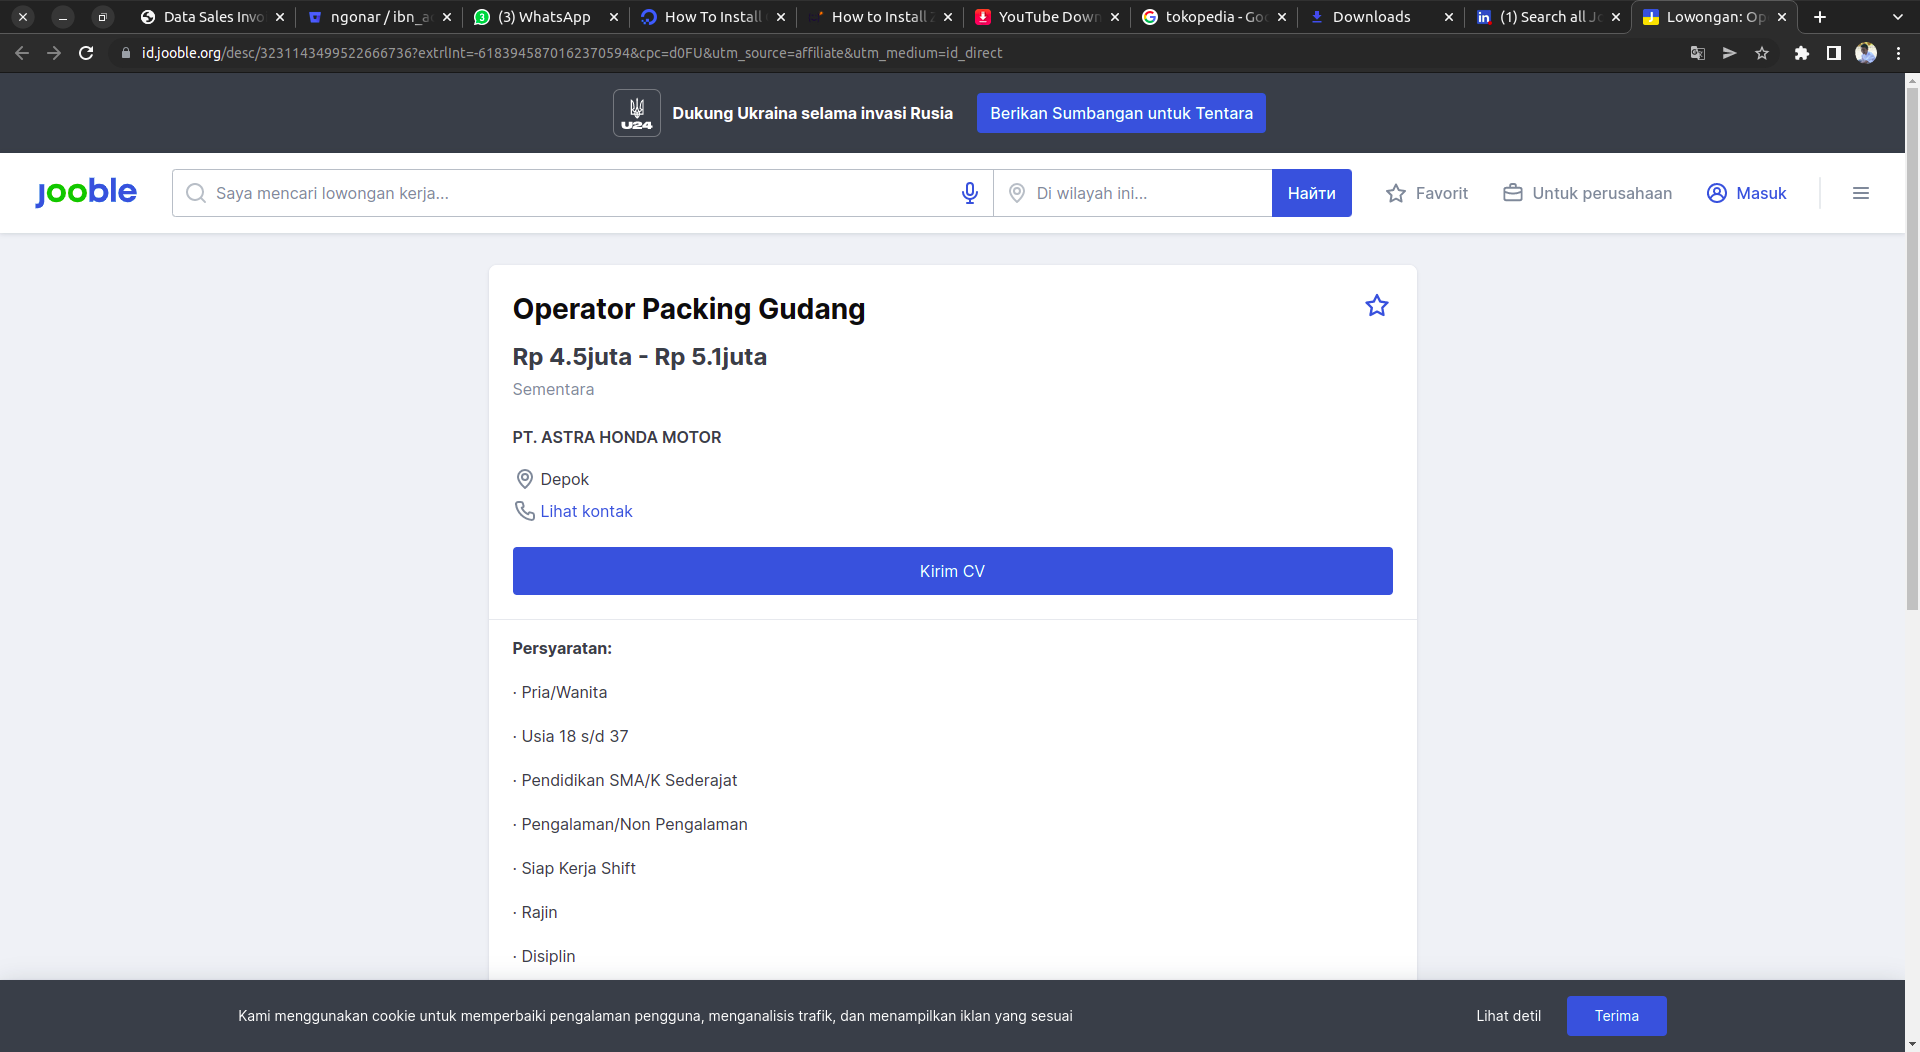 Data Sales Invo
ngonar / ibn_a
(3) WhatsApp
How To Install
How to Install
YouTube Down
tokopedia - Go
Downloads
(1) Search all Jo
Lowongan: Op
id.jooble.org/desc/3231143499522666736?extrlInt=-6183945870162370594&cpc=d0FU&utm_source=affiliate&utm_medium=id_direct
U24
Dukung Ukraina selama invasi Rusia
Berikan Sumbangan untuk Tentara
jooble
Saya mencari lowongan kerja...
Di wilayah ini...
Найти
Favorit
Untuk perusahaan
Masuk
Operator Packing Gudang
Rp 4.5juta - Rp 5.1juta
Sementara
PT. ASTRA HONDA MOTOR
Depok
Lihat kontak
Kirim CV
Persyaratan:
· Pria/Wanita
· Usia 18 s/d 37
· Pendidikan SMA/K Sederajat
· Pengalaman/Non Pengalaman
· Siap Kerja Shift
· Rajin
· Disiplin
Kami menggunakan cookie untuk memperbaiki pengalaman pengguna, menganalisis trafik, dan menampilkan iklan yang sesuai
Lihat detil
Terima